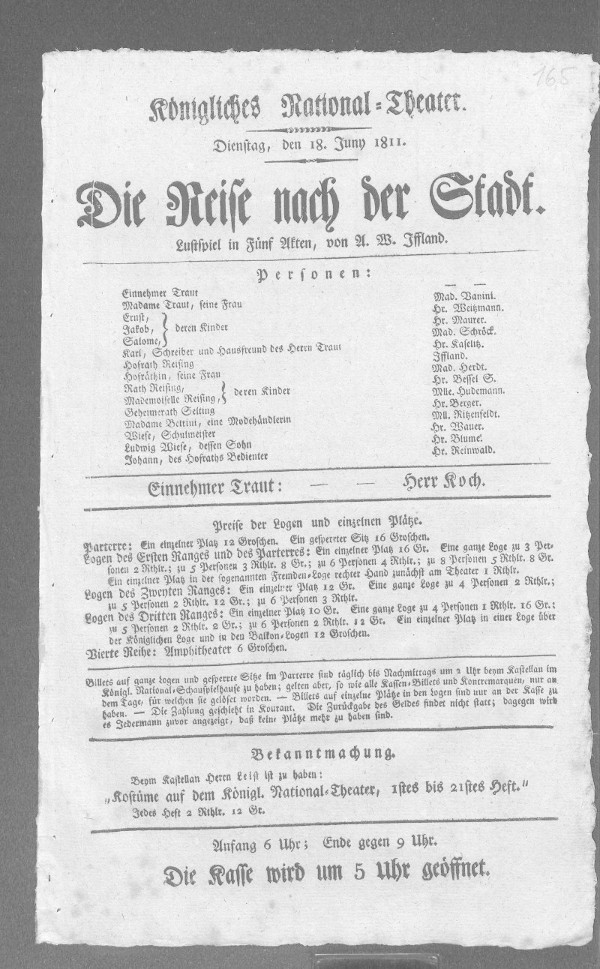 165
Königliches National-Theater.
Dienstag, den 18. Juny 1811.
Die Reise nach der Stadt.
Lustspiel in Fünf Akten, von A. W. Iffland.
Personen:
Einnehmer Traut — —
Madame Traut, seine Frau Mad. Vanini.
Ernst, Hr. Weitzmann.
Jakob, } deren Kinder Hr. Maurer.
Salome, Mad. Schröck.
Karl, Schreiber und Hausfreund des Herrn Traut Hr. Kaselitz.
Hofrath Reising Iffland.
Hofräthin, seine Frau Mad. Herdt.
Rath Reising, Hr. Bessel S.
Mademoiselle Reising, } deren Kinder Mlle. Hudemann.
Geheimerath Selting Hr. Berger.
Madame Bettini, eine Modehändlerin Mll. Ritzenfeldt.
Wiese, Schulmeister Hr. Wauer.
Ludwig Wiese, dessen Sohn Hr. Blume.
Johann, des Hofraths Bedienter Hr. Reinwald.
Einnehmer Traut: — — Herr Koch.
Preise der Logen und einzelnen Plätze.
Parterre: Ein einzelner Platz 12 Groschen. Ein gesperrter Sitz 16 Groschen.
Logen des Ersten Ranges und des Parterres: Ein einzelner Platz 16 Gr. Eine ganze Loge zu 3 Per-
sonen 2 Rthlr.; zu 5 Personen 3 Rthlr. 8 Gr.; zu 6 Personen 4 Rthlr.; zu 8 Personen 5 Rthlr. 8 Gr.
Ein einzelner Platz in der sogenannten Fremden-Loge rechter Hand zunächst am Theater 1 Rthlr.
Logen des Zweyten Ranges: Ein einzelner Platz 12 Gr. Eine ganze Loge zu 4 Personen 2 Rthlr.;
zu 5 Personen 2 Rthlr. 12 Gr.; zu 6 Personen 3 Rthlr.
Logen des Dritten Ranges: Ein einzelner Platz 10 Gr. Eine ganze Loge zu 4 Personen 1 Rthlr. 16 Gr.;
zu 5 Personen 2 Rthlr. 2 Gr.; zu 6 Personen 2 Rthlr. 12 Gr. Ein einzelner Platz in einer Loge über
der Königlichen Loge und in den Balkon-Logen 12 Groschen.
Vierte Reihe: Amphitheater 6 Groschen.
Billets auf ganze Logen und gesperrte Sitze im Parterre sind täglich bis Nachmittags um 2 Uhr beym Kastellan im
Königl. National-Schauspielhause zu haben; gelten aber, so wie alle Kassen-Billets und Kontremarquen, nur an
dem Tage, für welchen sie gelöset worden. — Billets auf einzelne Plätze in den Logen sind nur an der Kasse zu
haben. — Die Zahlung geschieht in Kourant. Die Zurückgabe des Geldes findet nicht statt; dagegen wird
es Jedermann zuvor angezeigt, daß keine Plätze mehr zu haben sind.
Bekanntmachung.
Beym Kastellan Herrn Leist ist zu haben:
„Kostüme auf dem Königl. National-Theater, 1stes bis 21stes Heft.“
Jedes Heft 2 Rthlr. 12 Gr.
Anfang 6 Uhr; Ende gegen 9 Uhr.
Die Kasse wird um 5 Uhr geöffnet.